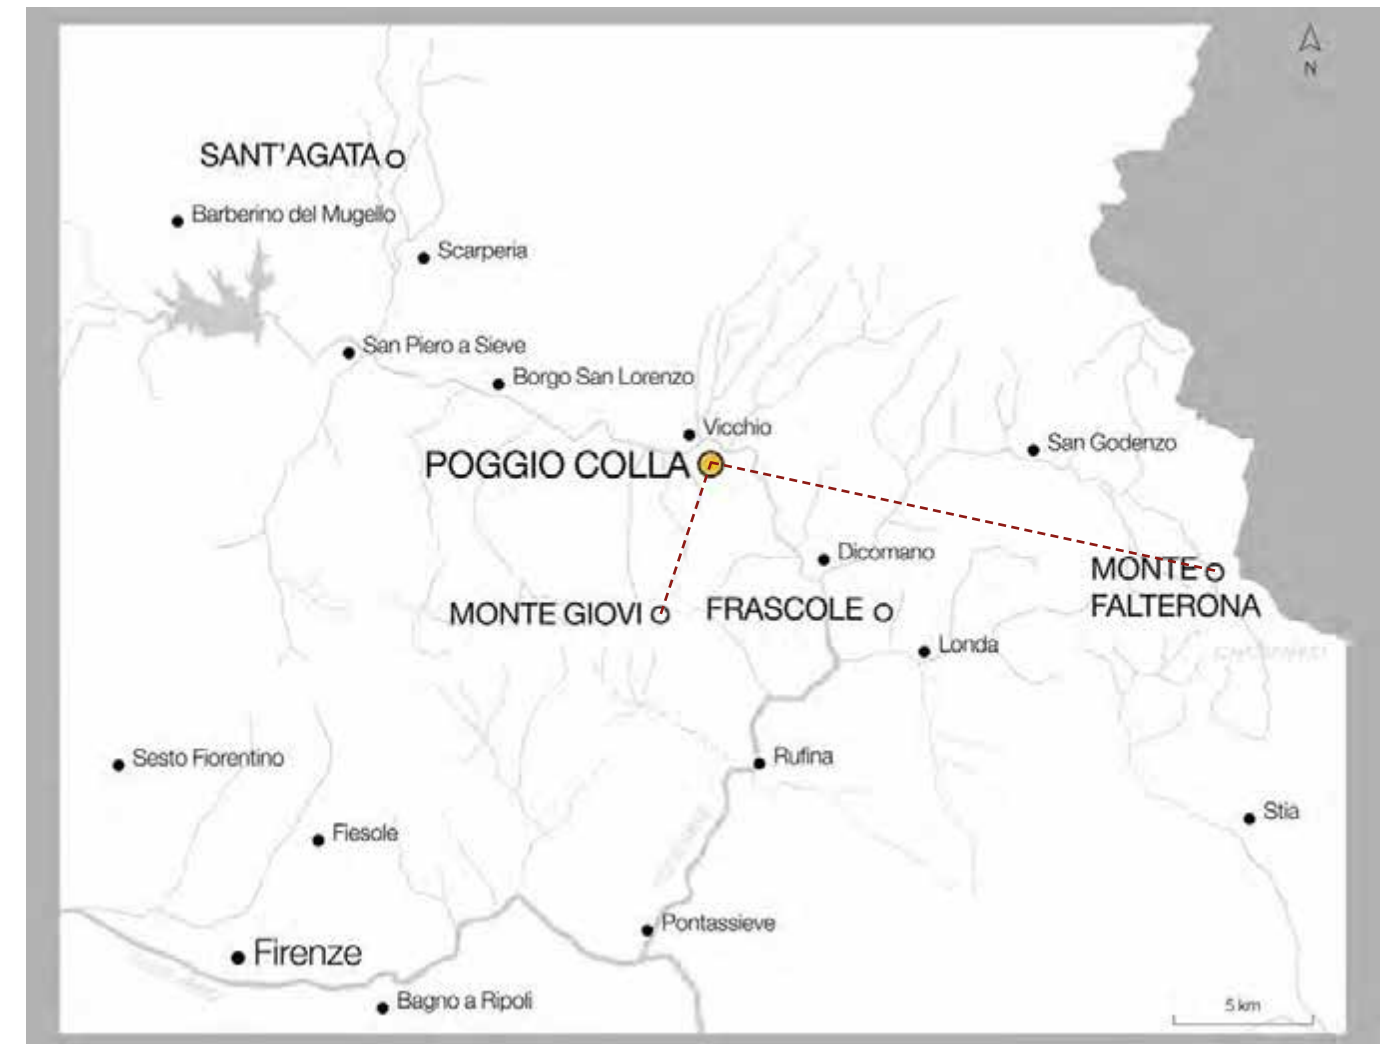 N
SANT'AGATA
Barberino del Mugello
Scarperia
San Piero a Sieve
Borgo San Lorenzo
Vicchio
San Godenzo
POGGIO COLLA
Dicomano
MONTE
FALTERONA
MONTE GIOVI
FRASCOLE
Londa
Sesto Fiorentino
Rufina
Stia
Fiesole
Pontassieve
Firenze
Bagno a Ripoli
5 km